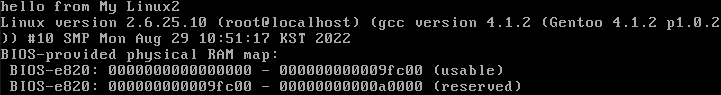 hello from My Linux2
Linux version 2.6.25.10 (root@localhost) (gcc version 4.1.2 (Gentoo 4.1.2 p1.0.2
)) #10 SMP Mon Aug 29 10:51:17 KST 2022
BIOS-provided physical RAM map:
 BIOS-e820: 0000000000000000 - 000000000009fc00 (usable)
 BIOS-e820: 000000000009fc00 - 00000000000a0000 (reserved)